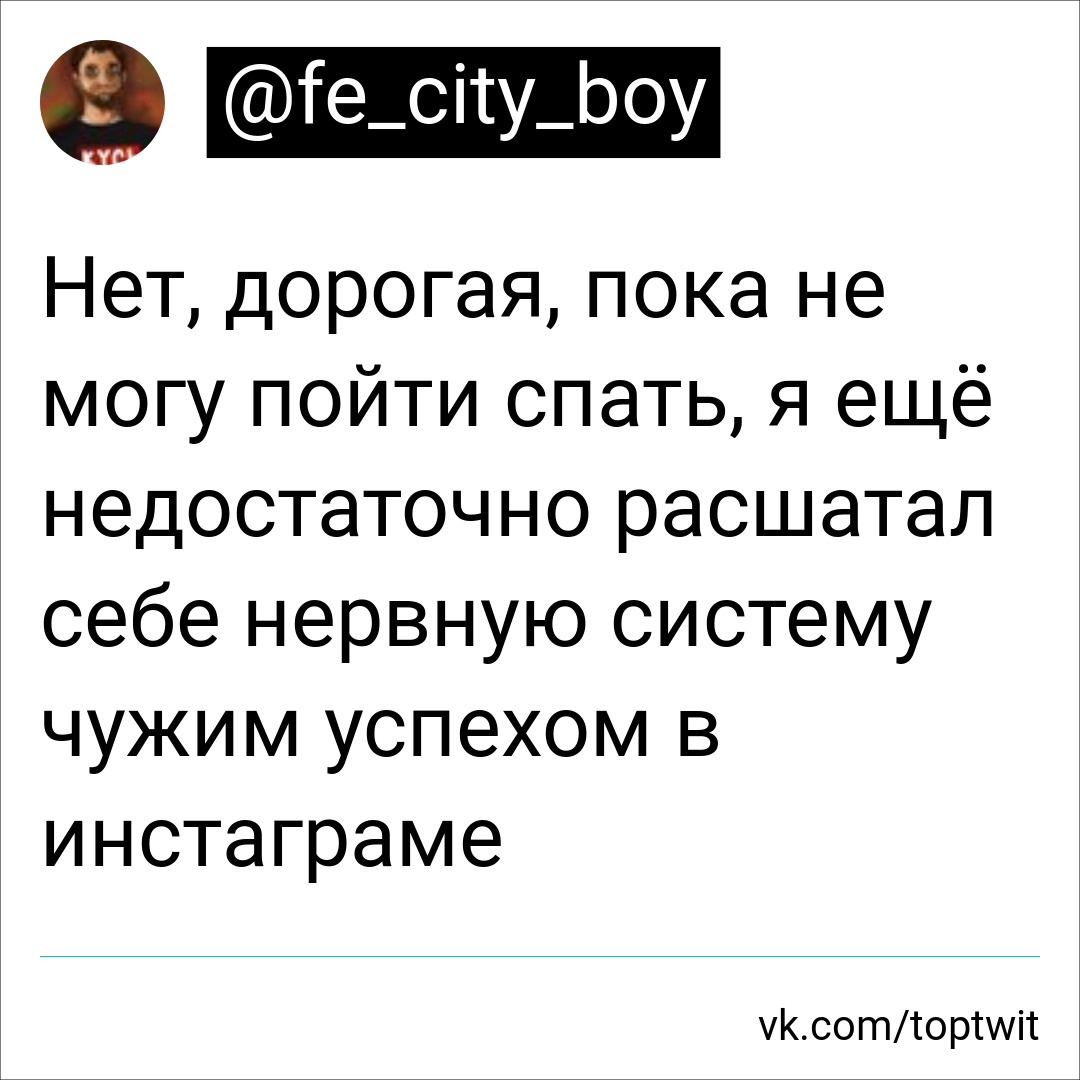 @fe_city_boy
Нет, дорогая, пока не
могу пойти спать, я ещё
недостаточно расшатал
себе нервную систему
чужим успехом в
инстаграме
vk.com/toptwit